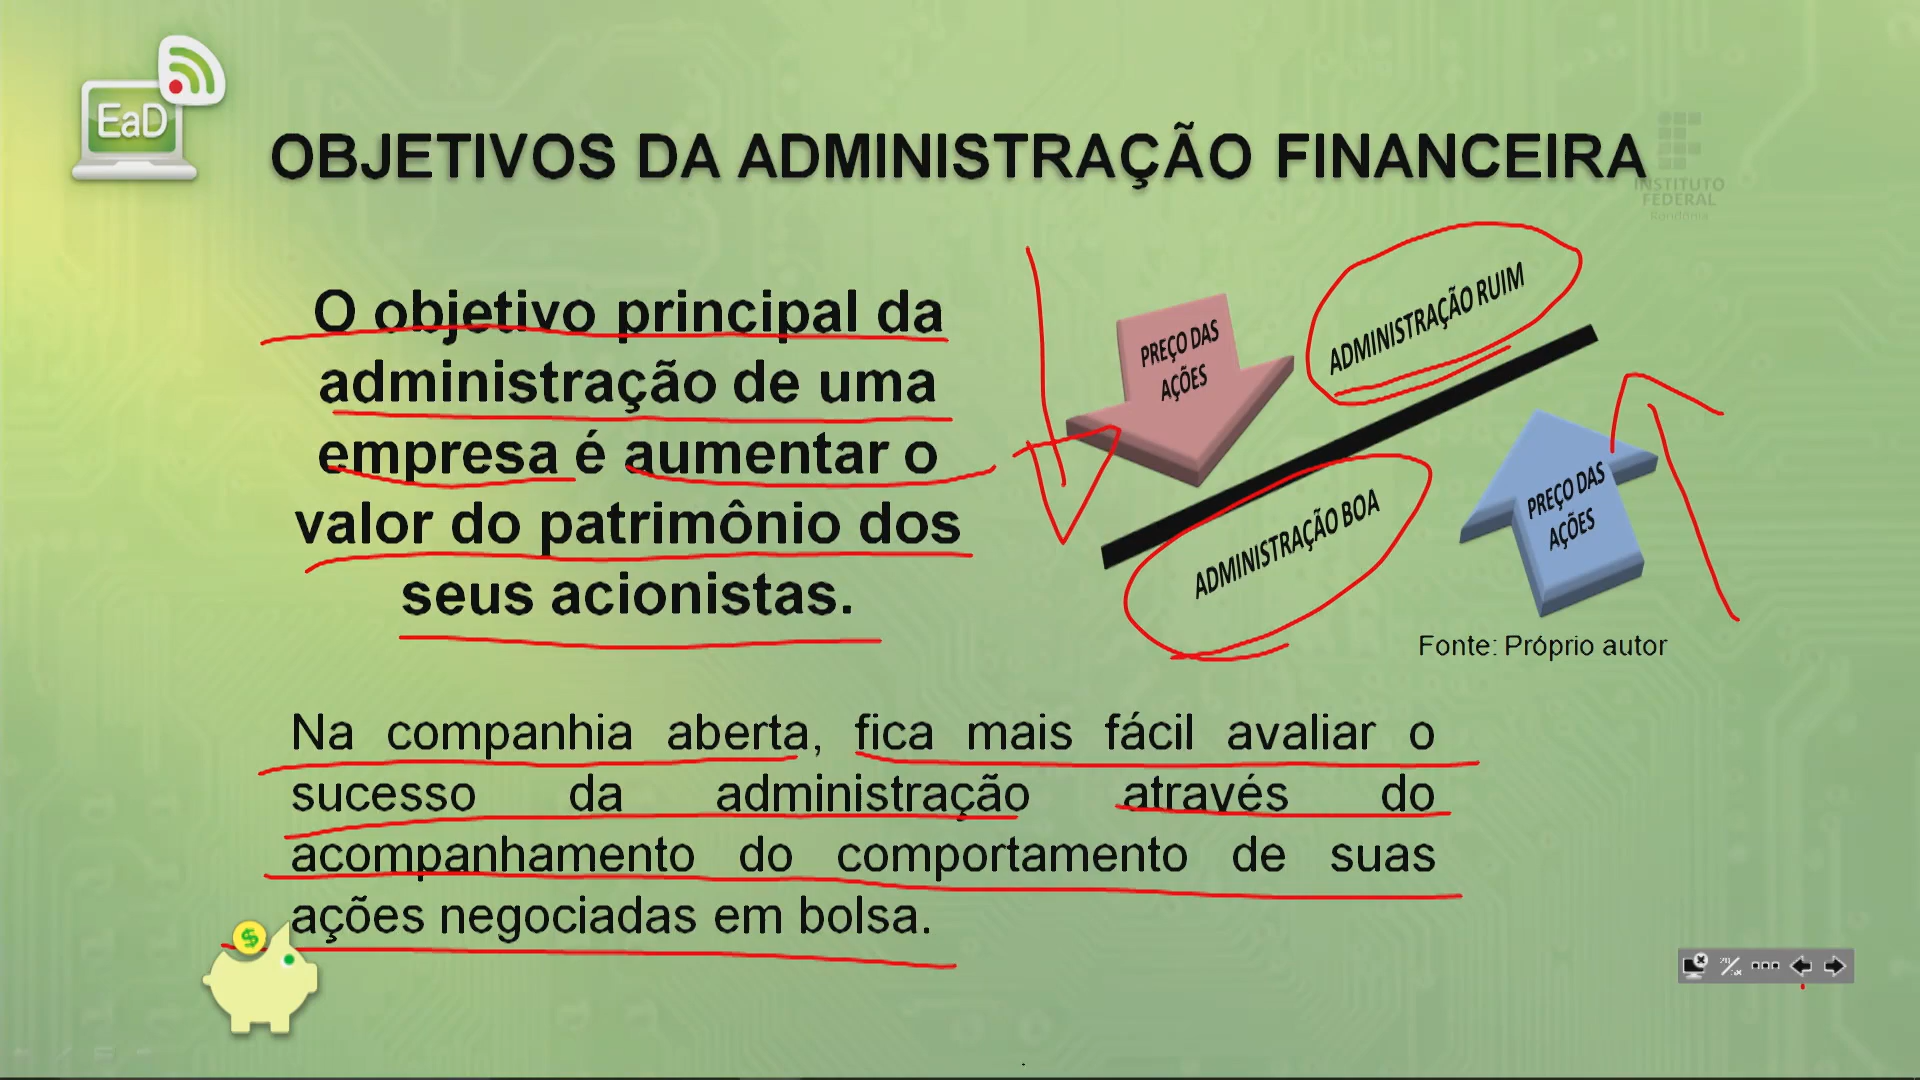 EaD
OBJETIVOS DA ADMINISTRAÇÃO FINANCEIRA
INSTITUTO
FEDERAL
Rondônia
O objetivo principal da
administração de uma
empresa é aumentar o
valor do patrimônio dos
seus acionistas.
PREÇO DAS
AÇÕES
ADMINISTRAÇÃO RUIM
ADMINISTRAÇÃO BOA
PREÇO DAS
AÇÕES
Fonte: Próprio autor
Na companhia aberta, fica mais fácil avaliar o
sucesso da administração através do
acompanhamento do comportamento de suas
ações negociadas em bolsa.
$